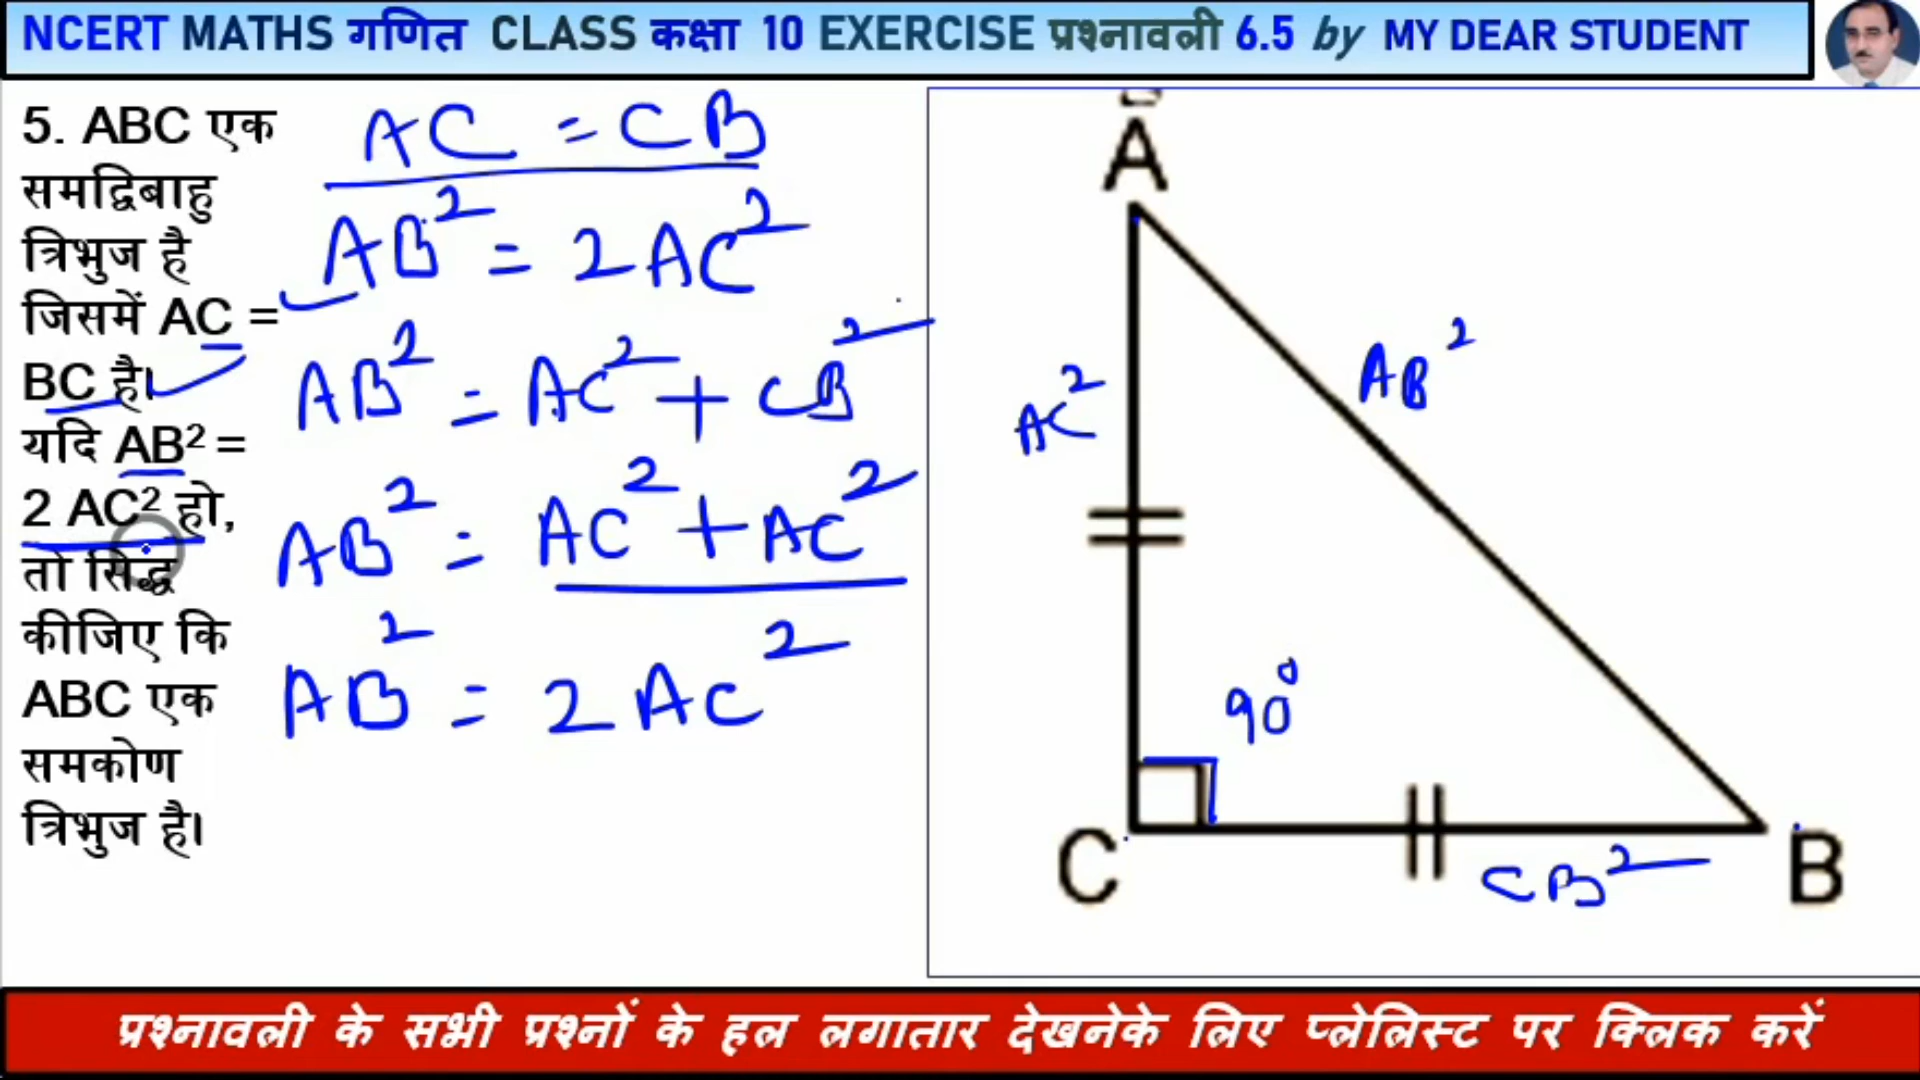 NCERT MATHS गणित CLASS कक्षा 10 EXERCISE प्रश्नावली 6.5 by MY DEAR STUDENT
5. ABC एक
समद्विबाहु
त्रिभुज है
जिसमें AC =
BC है।
यदि AB² =
2 AC² हो,
तो सिद्ध
कीजिए कि
ABC एक
समकोण
त्रिभुज है।
AC = CB
AB² = 2AC²
AB² = AC² + CB²
AB² = AC² + AC²
AB² = 2AC²
A
AB²
AC²
90°
C
CB²
B
प्रश्नावली के सभी प्रश्नों के हल लगातार देखनेके लिए प्लेलिस्ट पर क्लिक करें